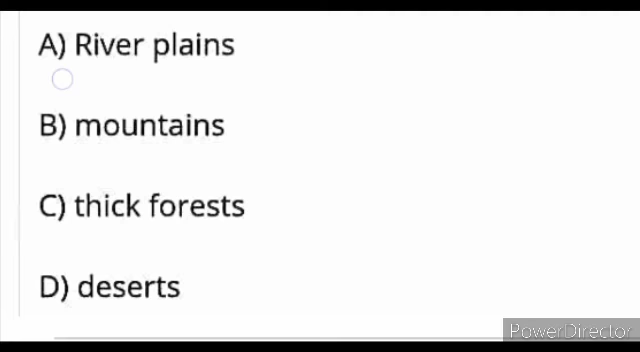 A) River plains
B) mountains
C) thick forests
D) deserts
PowerDirector